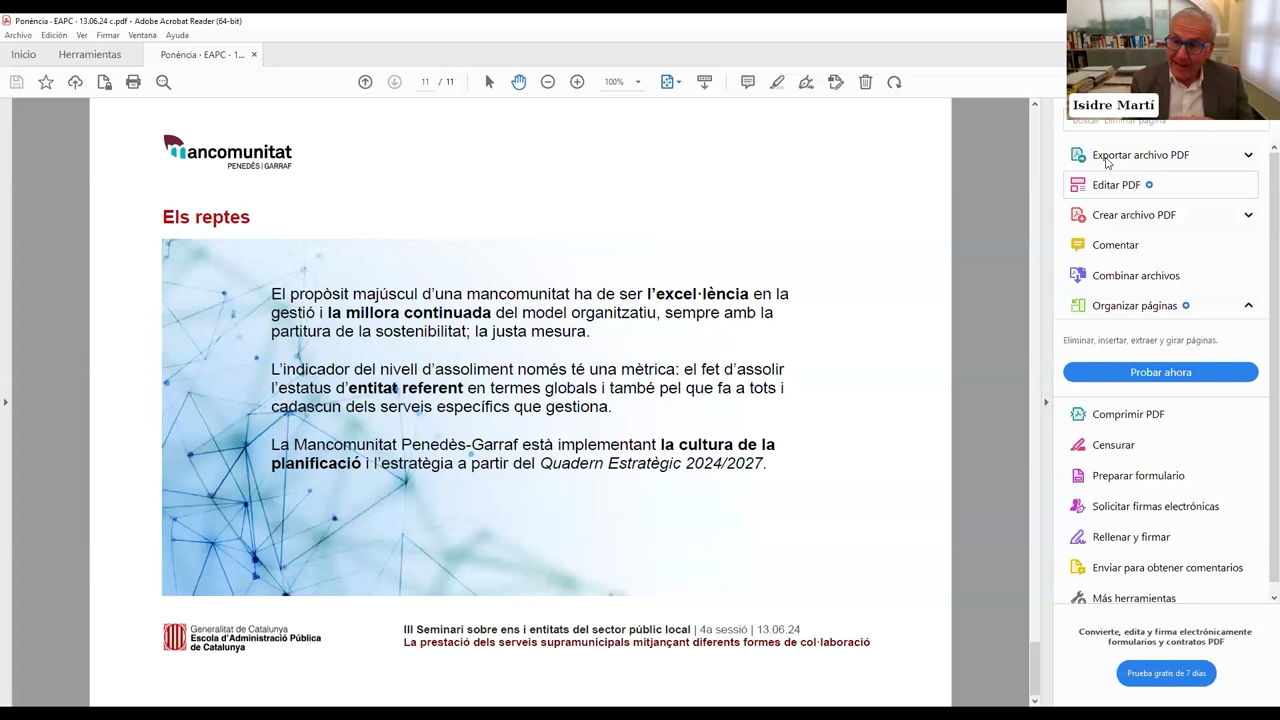 Ponència - EAPC - 13.06.24 c.pdf - Adobe Acrobat Reader (64-bit)
Archivo Edición Ver Firmar Ventana Ayuda
Inicio Herramientas Ponència - EAPC - 1... ×
11 / 11 100%
Isidre Martí
Buscar "Eliminar página"
Exportar archivo PDF
Editar PDF
Crear archivo PDF
Comentar
Combinar archivos
Organizar páginas
Eliminar, insertar, extraer y girar páginas.
Probar ahora
Comprimir PDF
Censurar
Preparar formulario
Solicitar firmas electrónicas
Rellenar y firmar
Enviar para obtener comentarios
Más herramientas
Convierte, edita y firma electrónicamente
formularios y contratos PDF
Prueba gratis de 7 días
mancomunitat
PENEDÈS | GARRAF
Els reptes
El propòsit majúscul d’una mancomunitat ha de ser l’excel·lència en la
gestió i la millora continuada del model organitzatiu, sempre amb la
partitura de la sostenibilitat; la justa mesura.
L’indicador del nivell d’assoliment només té una mètrica: el fet d’assolir
l’estatus d’entitat referent en termes globals i també pel que fa a tots i
cadascun dels serveis específics que gestiona.
La Mancomunitat Penedès-Garraf està implementant la cultura de la
planificació i l’estratègia a partir del Quadern Estratègic 2024/2027.
Generalitat de Catalunya
Escola d’Administració Pública
de Catalunya
III Seminari sobre ens i entitats del sector públic local | 4a sessió | 13.06.24
La prestació dels serveis supramunicipals mitjançant diferents formes de col·laboració